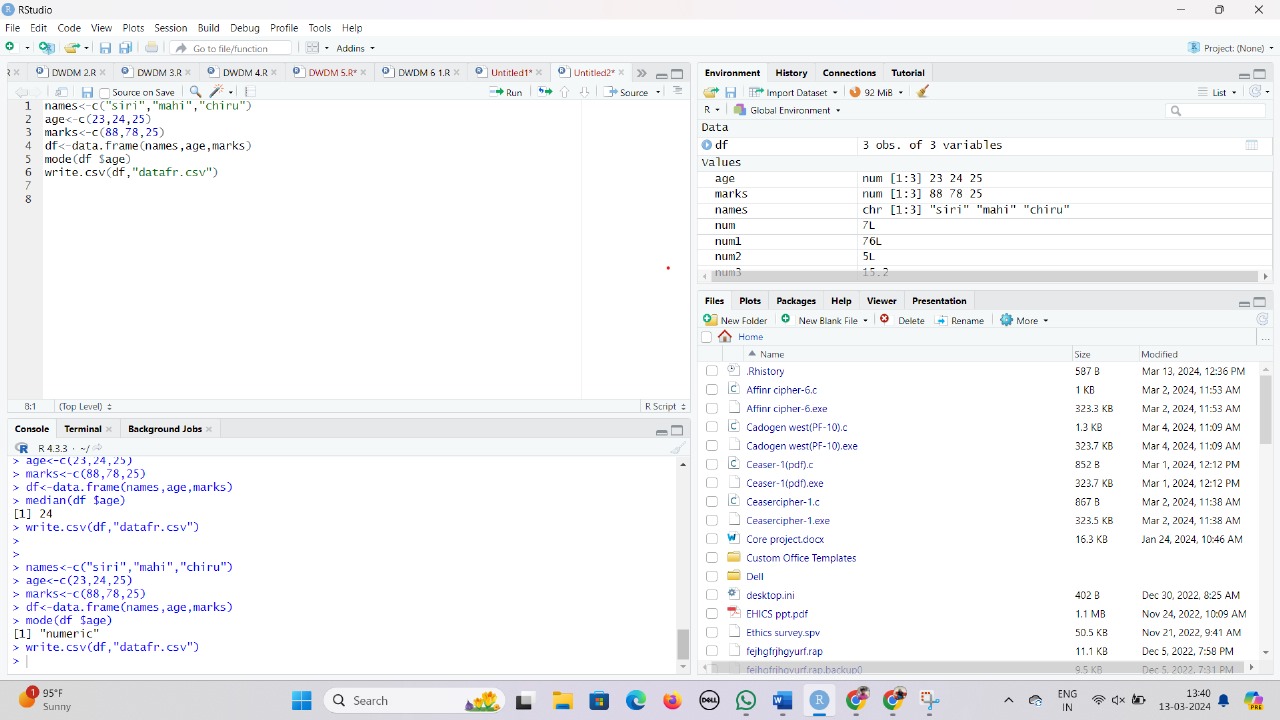 RStudio
File Edit Code View Plots Session Build Debug Profile Tools Help
Go to file/function Addins Project: (None)
R DWDM 2.R DWDM 3.R DWDM 4.R DWDM 5.R* DWDM 6 1.R Untitled1* Untitled2*
Source on Save Run Source
1 names<-c("siri","mahi","chiru")
2 age<-c(23,24,25)
3 marks<-c(88,78,25)
4 df<-data.frame(names,age,marks)
5 mode(df $age)
6 write.csv(df,"datafr.csv")
7
8
8:1 (Top Level) R Script
Console Terminal Background Jobs
R 4.3.3 · ~/
> age<-c(23,24,25)
> marks<-c(88,78,25)
> df<-data.frame(names,age,marks)
> median(df $age)
[1] 24
> write.csv(df,"datafr.csv")
>
>
> names<-c("siri","mahi","chiru")
> age<-c(23,24,25)
> marks<-c(88,78,25)
> df<-data.frame(names,age,marks)
> mode(df $age)
[1] "numeric"
> write.csv(df,"datafr.csv")
>
Environment History Connections Tutorial
Import Dataset 92 MiB List
R Global Environment
Data
df 3 obs. of 3 variables
Values
age num [1:3] 23 24 25
marks num [1:3] 88 78 25
names chr [1:3] "siri" "mahi" "chiru"
num 7L
num1 76L
num2 5L
num3 15.2
Files Plots Packages Help Viewer Presentation
New Folder New Blank File Delete Rename More
Home ...
Name Size Modified
.Rhistory 587 B Mar 13, 2024, 12:36 PM
Affinr cipher-6.c 1 KB Mar 2, 2024, 11:53 AM
Affinr cipher-6.exe 323.3 KB Mar 2, 2024, 11:53 AM
Cadogen west(PF-10).c 1.3 KB Mar 4, 2024, 11:09 AM
Cadogen west(PF-10).exe 323.7 KB Mar 4, 2024, 11:09 AM
Ceaser-1(pdf).c 852 B Mar 1, 2024, 12:12 PM
Ceaser-1(pdf).exe 323.7 KB Mar 1, 2024, 12:12 PM
Ceasercipher-1.c 867 B Mar 2, 2024, 11:38 AM
Ceasercipher-1.exe 323.5 KB Mar 2, 2024, 11:38 AM
Core project.docx 16.3 KB Jan 24, 2024, 10:46 AM
Custom Office Templates
Dell
desktop.ini 402 B Dec 30, 2022, 8:25 AM
EHICS ppt.pdf 1.1 MB Nov 21, 2022, 10:09 AM
Ethics survey.spv 50.5 KB Nov 21, 2022, 9:41 AM
fejhgfrjhgyurf.rap 11.1 KB Dec 5, 2022, 7:58 PM
9.5 KB Dec 5, 2022, 7:31 PM
1 95°F
Sunny
Search
DELL
ENG
IN
13:40
13-03-2024
PRE